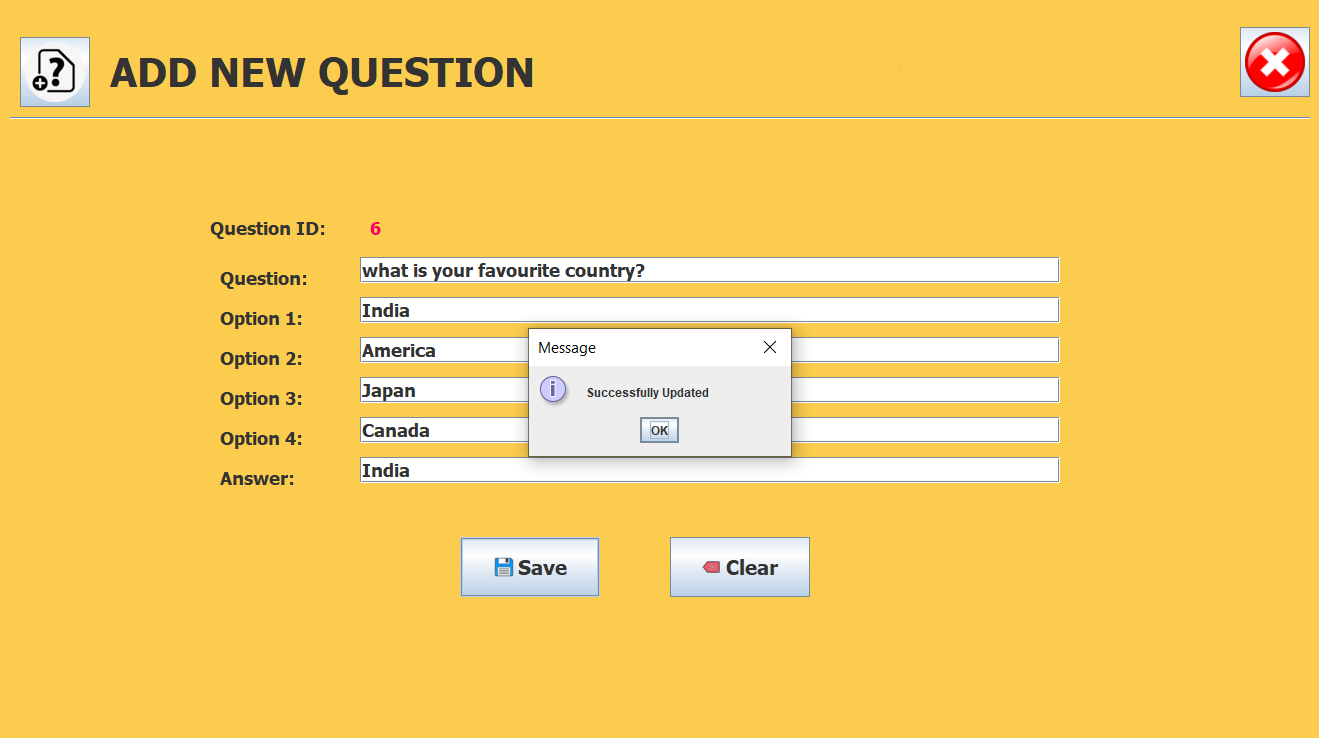 ADD NEW QUESTION
Question ID: 6
Question: what is your favourite country?
Option 1: India
Option 2: America
Option 3: Japan
Option 4: Canada
Answer: India
Message
Successfully Updated
OK
Save Clear